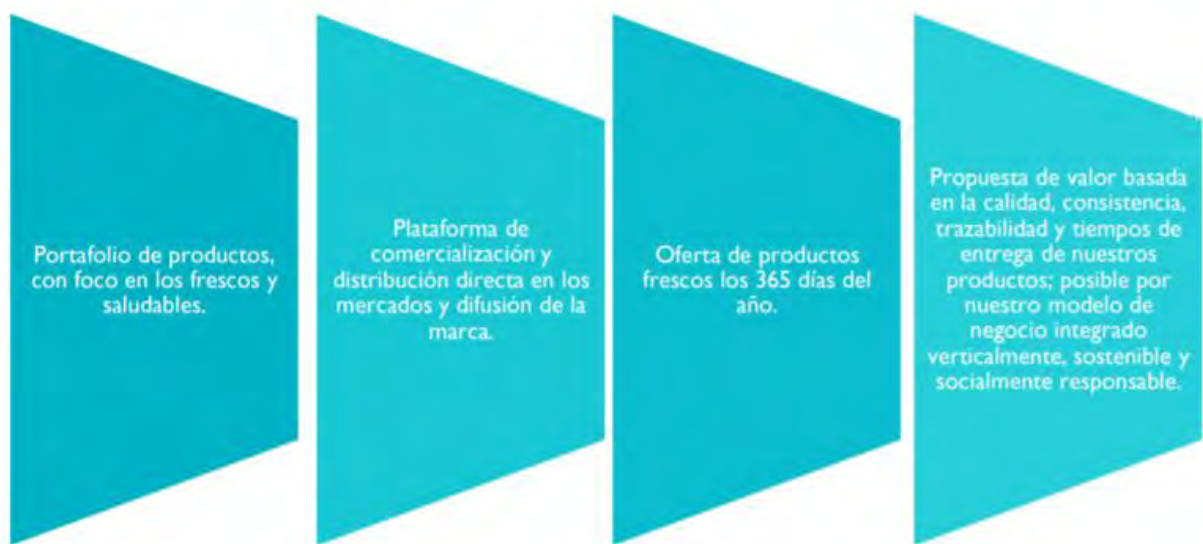 Portafolio de productos,
con foco en los frescos y
saludables.
Plataforma de
comercialización y
distribución directa en los
mercados y difusión de la
marca.
Oferta de productos
frescos los 365 días del
año.
Propuesta de valor basada
en la calidad, consistencia,
trazabilidad y tiempos de
entrega de nuestros
productos; posible por
nuestro modelo de
negocio integrado
verticalmente, sostenible y
socialmente responsable.